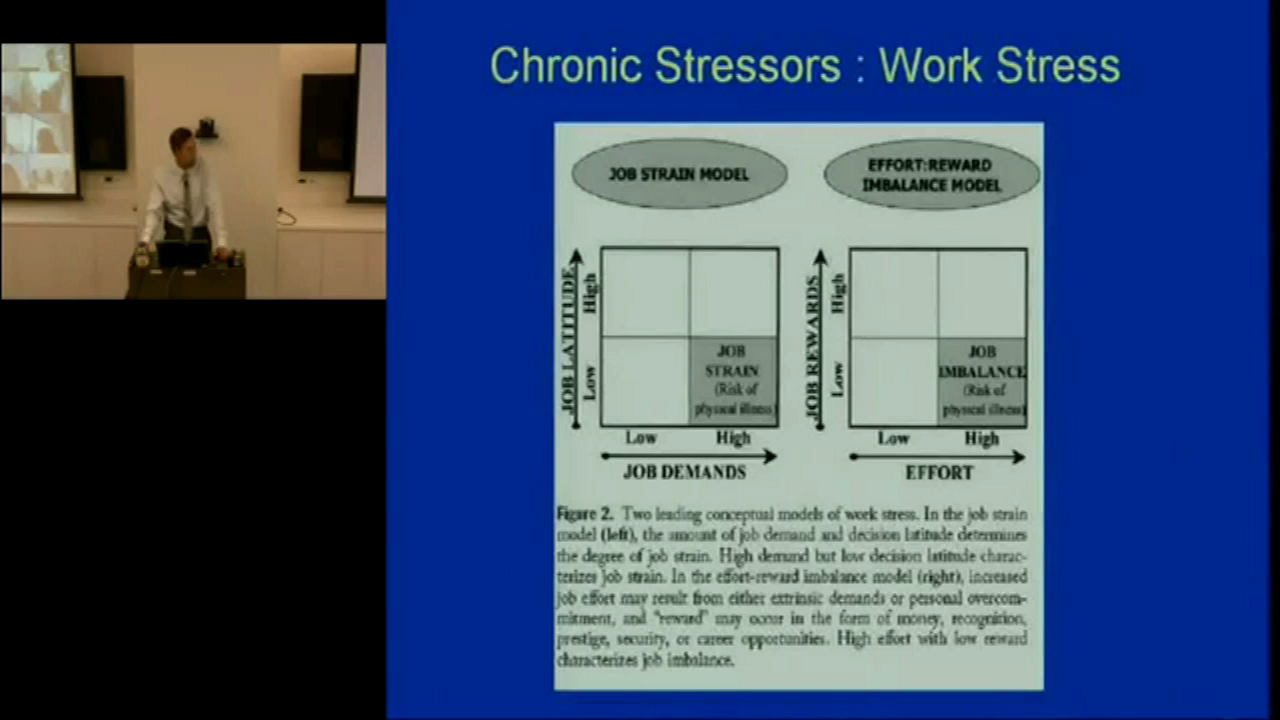 Chronic Stressors : Work Stress
JOB STRAIN MODEL
EFFORT:REWARD
IMBALANCE MODEL
JOB LATITUDE
High
Low
JOB
STRAIN
(Risk of
physical illness)
Low
High
JOB DEMANDS
JOB REWARDS
High
Low
JOB
IMBALANCE
(Risk of
physical illness)
Low
High
EFFORT
Figure 2. Two leading conceptual models of work stress. In the job strain
model (left), the amount of job demand and decision latitude determines
the degree of job strain. High demand but low decision latitude charac-
terizes job strain. In the effort-reward imbalance model (right), increased
job effort may result from either extrinsic demands or personal overcom-
mitment, and "reward" may occur in the form of money, recognition,
prestige, security, or career opportunities. High effort with low reward
characterizes job imbalance.